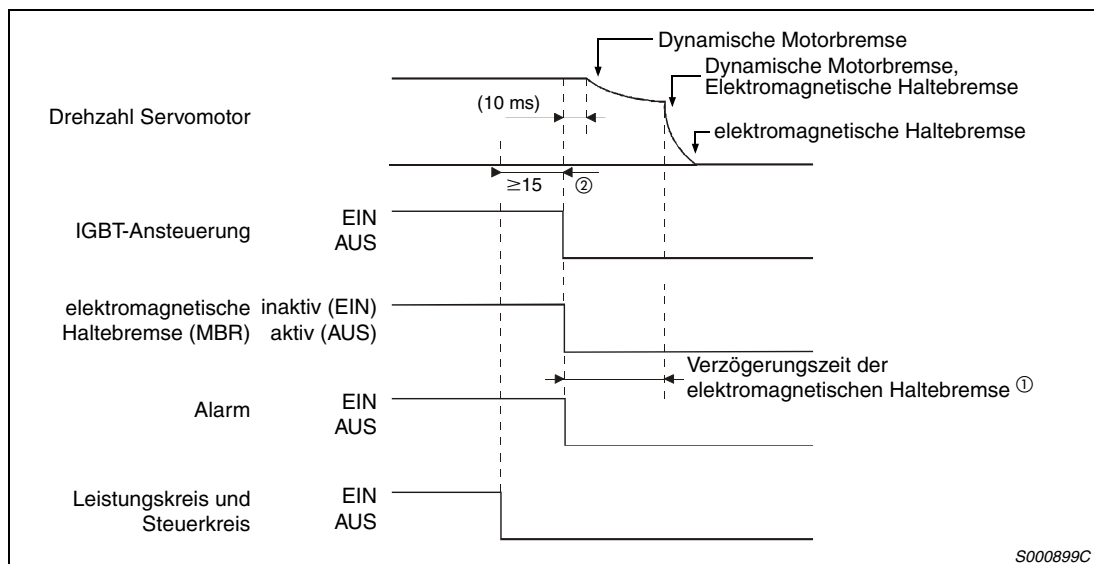 Dynamische Motorbremse
Dynamische Motorbremse,
Elektromagnetische Haltebremse
(10 ms)
Drehzahl Servomotor
elektromagnetische Haltebremse
≥15
②
IGBT-Ansteuerung
EIN
AUS
elektromagnetische
Haltebremse (MBR)
inaktiv (EIN)
aktiv (AUS)
Verzögerungszeit der
elektromagnetischen Haltebremse ①
Alarm
EIN
AUS
Leistungskreis und
Steuerkreis
EIN
AUS
S000899C